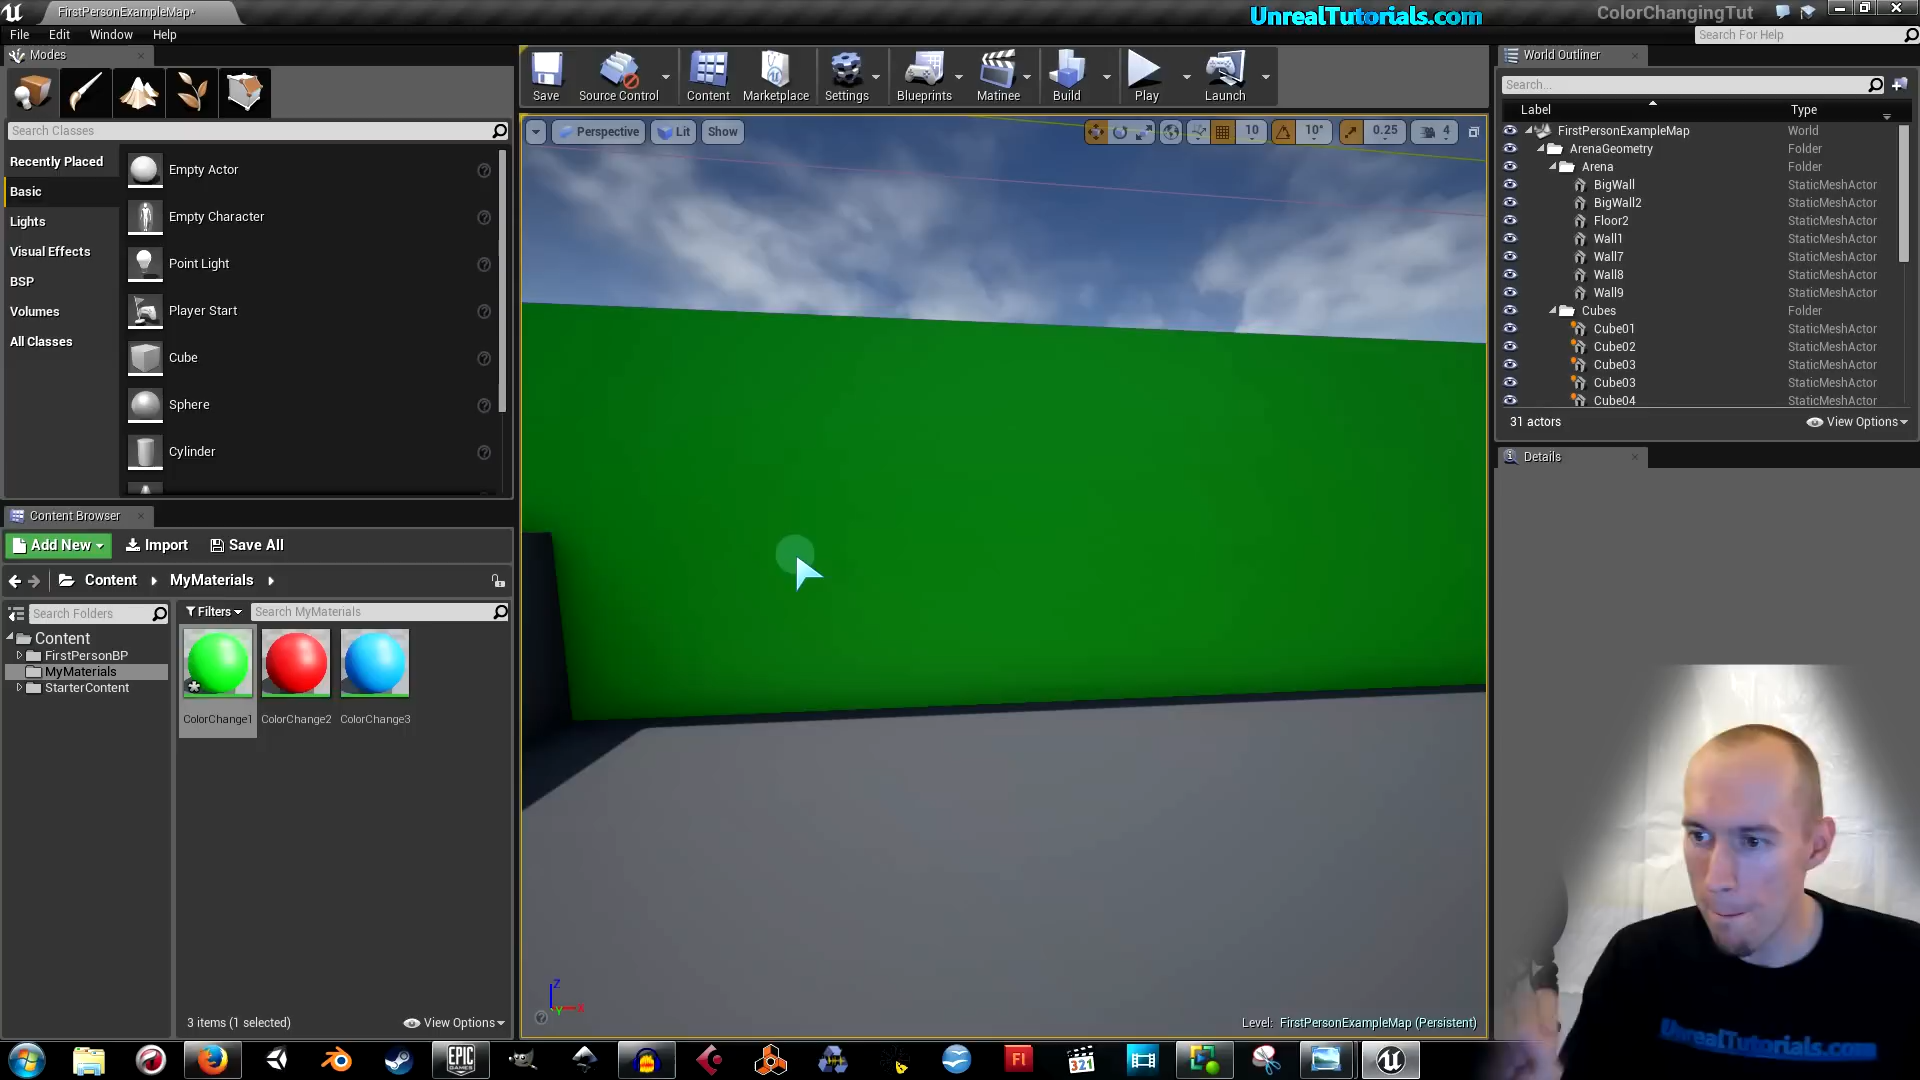 FirstPersonExampleMap*
UnrealTutorials.com
ColorChangingTut
File Edit Window Help
Search For Help
Modes
Save
Source Control
Content
Marketplace
Settings
Blueprints
Matinee
Build
Play
Launch
World Outliner
Search...
Label Type
FirstPersonExampleMap World
ArenaGeometry Folder
Arena Folder
BigWall StaticMeshActor
BigWall2 StaticMeshActor
Floor2 StaticMeshActor
Wall1 StaticMeshActor
Wall7 StaticMeshActor
Wall8 StaticMeshActor
Wall9 StaticMeshActor
Cubes Folder
Cube01 StaticMeshActor
Cube02 StaticMeshActor
Cube03 StaticMeshActor
Cube03 StaticMeshActor
Cube04 StaticMeshActor
31 actors
View Options
Details
Search Classes
Recently Placed
Basic
Lights
Visual Effects
BSP
Volumes
All Classes
Empty Actor
Empty Character
Point Light
Player Start
Cube
Sphere
Cylinder
Perspective
Lit
Show
10
10°
0.25
4
Content Browser
Add New
Import
Save All
Content
MyMaterials
Search Folders
Filters
Search MyMaterials
Content
FirstPersonBP
MyMaterials
StarterContent
ColorChange1
ColorChange2
ColorChange3
3 items (1 selected)
View Options
Z
X
Y
Level: FirstPersonExampleMap (Persistent)
UnrealTutorials.com
EPIC
GAMES
Fl
321